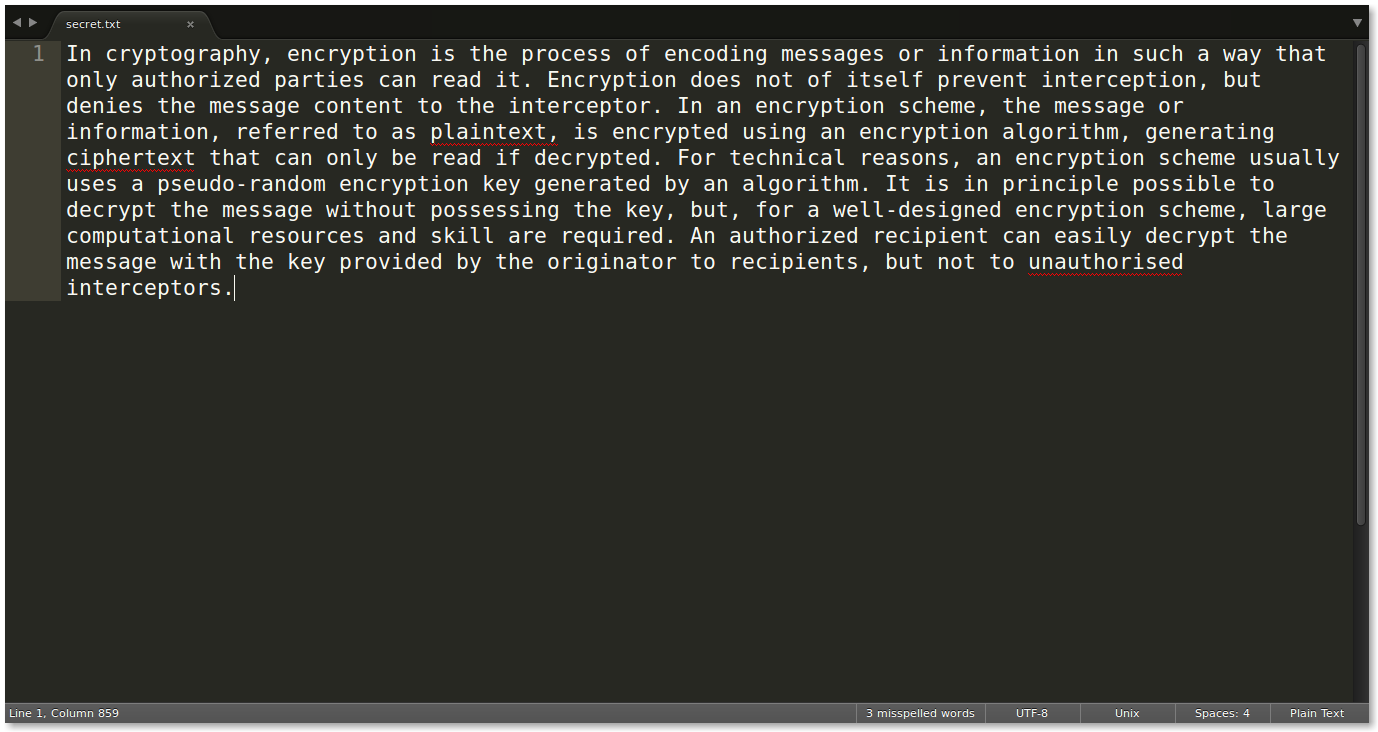 secret.txt
1 In cryptography, encryption is the process of encoding messages or information in such a way that
only authorized parties can read it. Encryption does not of itself prevent interception, but
denies the message content to the interceptor. In an encryption scheme, the message or
information, referred to as plaintext, is encrypted using an encryption algorithm, generating
ciphertext that can only be read if decrypted. For technical reasons, an encryption scheme usually
uses a pseudo-random encryption key generated by an algorithm. It is in principle possible to
decrypt the message without possessing the key, but, for a well-designed encryption scheme, large
computational resources and skill are required. An authorized recipient can easily decrypt the
message with the key provided by the originator to recipients, but not to unauthorised
interceptors.
Line 1, Column 859 3 misspelled words UTF-8 Unix Spaces: 4 Plain Text